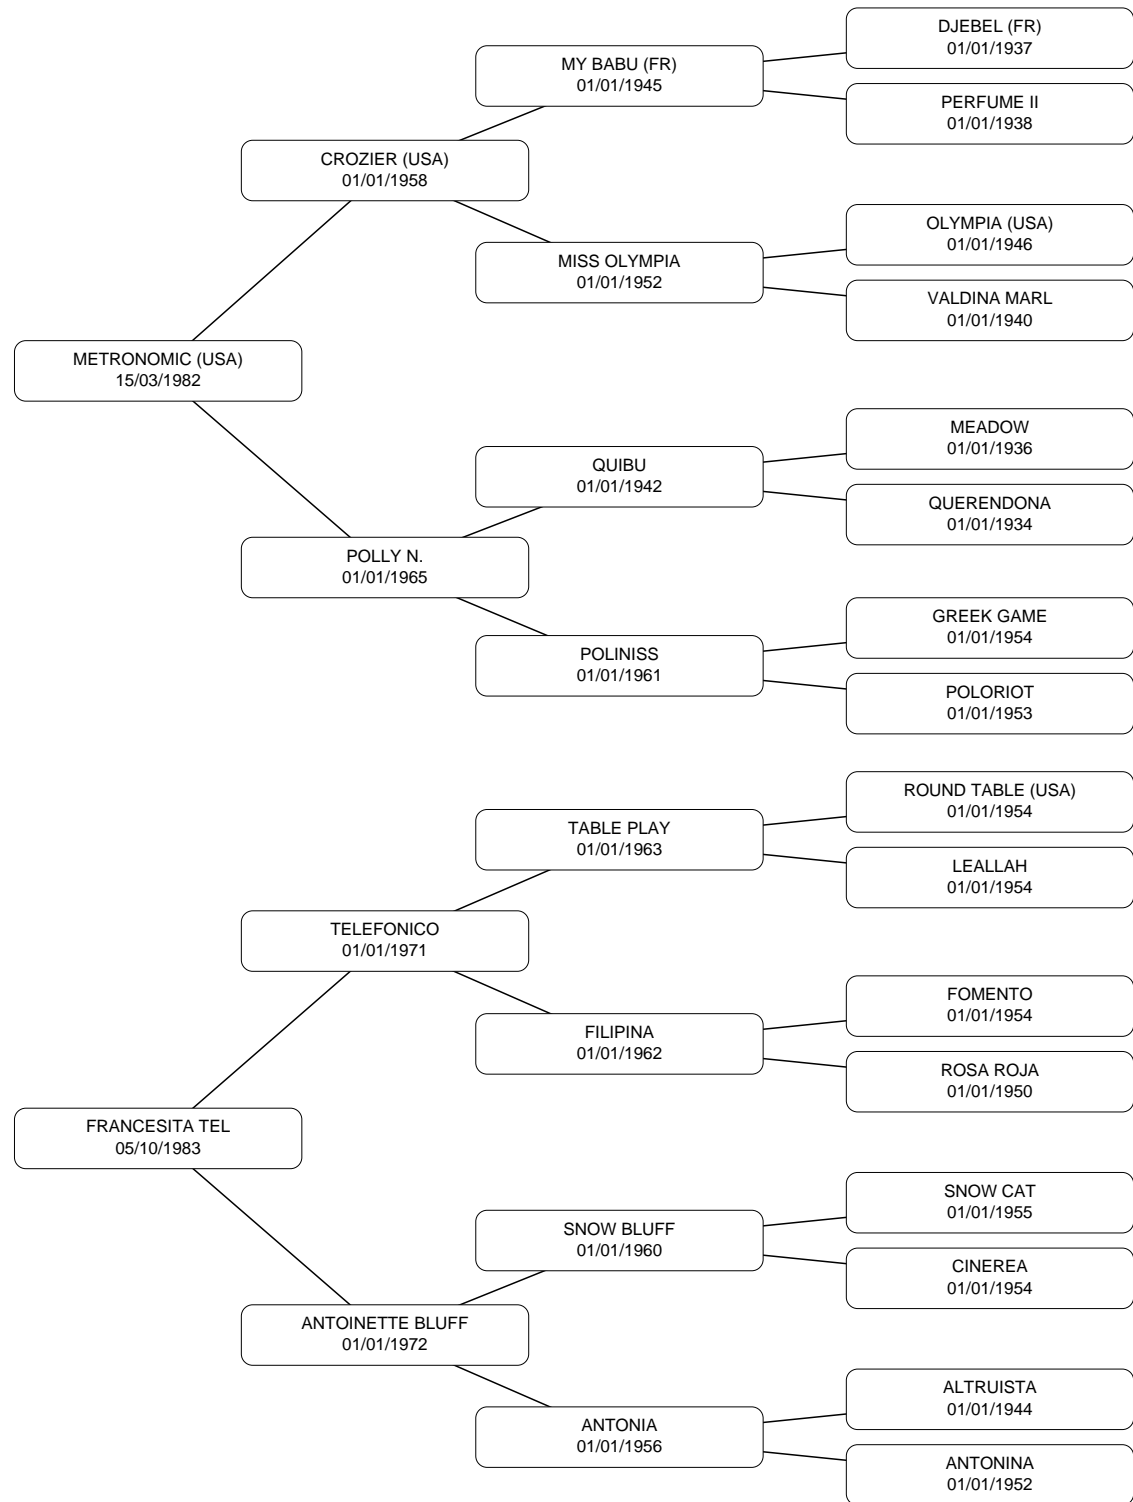 DJEBEL (FR)
01/01/1937
MY BABU (FR)
01/01/1945
PERFUME II
01/01/1938
CROZIER (USA)
01/01/1958
OLYMPIA (USA)
01/01/1946
MISS OLYMPIA
01/01/1952
VALDINA MARL
01/01/1940
METRONOMIC (USA)
15/03/1982
MEADOW
01/01/1936
QUIBU
01/01/1942
QUERENDONA
01/01/1934
POLLY N.
01/01/1965
GREEK GAME
01/01/1954
POLINISS
01/01/1961
POLORIOT
01/01/1953
ROUND TABLE (USA)
01/01/1954
TABLE PLAY
01/01/1963
LEALLAH
01/01/1954
TELEFONICO
01/01/1971
FOMENTO
01/01/1954
FILIPINA
01/01/1962
ROSA ROJA
01/01/1950
FRANCESITA TEL
05/10/1983
SNOW CAT
01/01/1955
SNOW BLUFF
01/01/1960
CINEREA
01/01/1954
ANTOINETTE BLUFF
01/01/1972
ALTRUISTA
01/01/1944
ANTONIA
01/01/1956
ANTONINA
01/01/1952